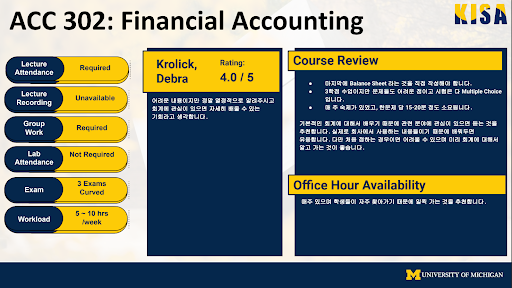 ACC 302: Financial Accounting
KISA
Lecture
Attendance
Required
Lecture
Recording
Unavailable
Group
Work
Required
Lab
Attendance
Not Required
Exam
3 Exams
Curved
Workload
5 ~ 10 hrs
/week
Krolick,
Debra
Rating:
4.0 / 5
어려운 내용이지만 정말 열정적으로 알려주시고
회계에 관심이 있으면 자세히 배울 수 있는
기회라고 생각합니다.
Course Review
● 마지막에 Balance Sheet 라는 것을 직접 작성해야 합니다.
● 3학점 수업이지만 문제들도 어려운 점이고 시험은 다 Multiple Choice
입니다.
● 매 주 숙제가 있었고, 한문제 당 15-20분 정도 소요됩니다.
기본적인 회계에 대해서 배우기 때문에 관련 분야에 관심이 있으면 듣는 것을
추천합니다. 실제로 회사에서 사용하는 내용들이기 때문에 배워두면
유용합니다. 다만 처음 접하는 경우이면 어려울 수 있으며 미리 회계에 대해서
알고 가는 것이 좋습니다.
Office Hour Availability
매주 있으며 학생들이 자주 찾아가기 때문에 일찍 가는 것을 추천합니다.
M UNIVERSITY OF MICHIGAN